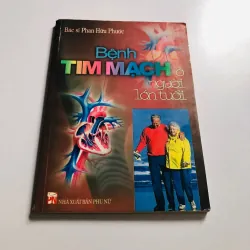 Bác sĩ Phan Hữu Phước
Bệnh
TIM MẠCH ở
người
lớn tuổi
NHÀ XUẤT BẢN PHỤ NỮ